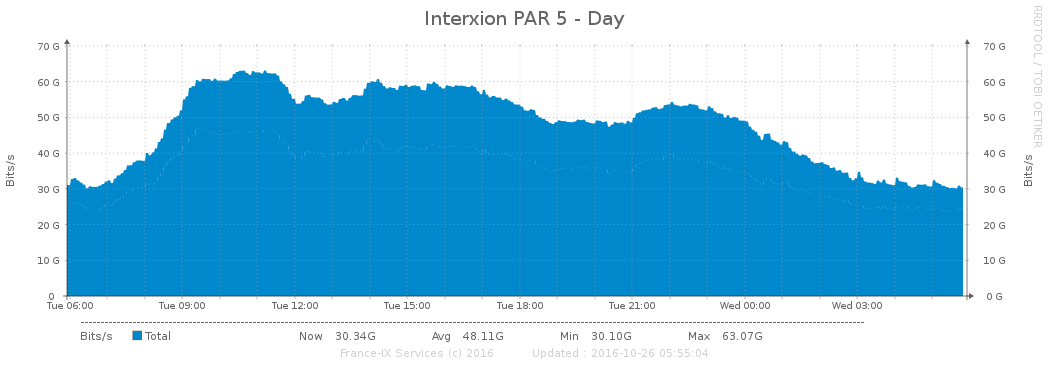 Interxion PAR 5 - Day
RRDTOOL / TOBI OETIKER
70 G 70 G
60 G 60 G
50 G 50 G
40 G 40 G
30 G 30 G
20 G 20 G
10 G 10 G
0 0 G
Bits/s
Bits/s
Tue 06:00 Tue 09:00 Tue 12:00 Tue 15:00 Tue 18:00 Tue 21:00 Wed 00:00 Wed 03:00
Bits/s Total Now 30.34G Avg 48.11G Min 30.10G Max 63.07G
France-IX Services (c) 2016 Updated : 2016-10-26 05:55:04